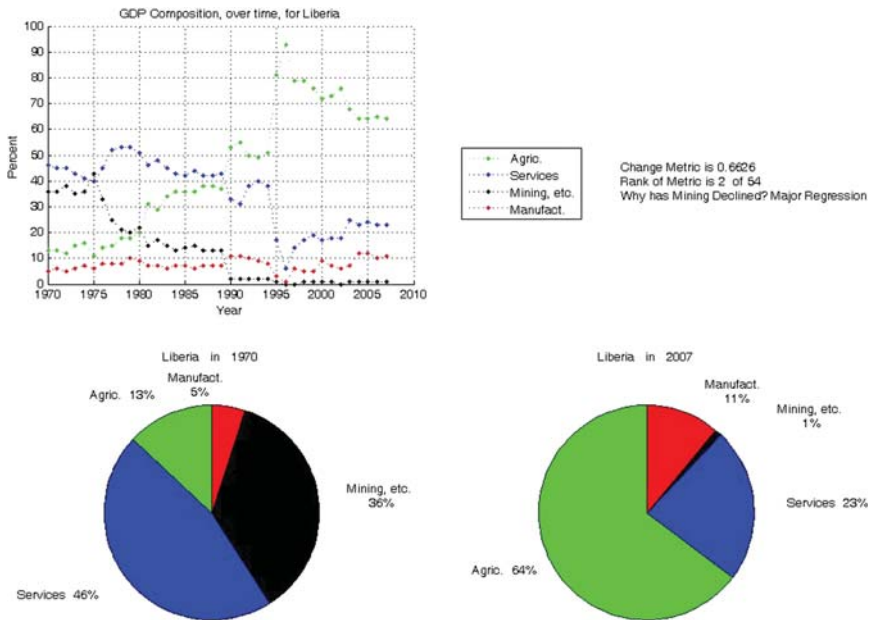 GDP Composition, over time, for Liberia
100
90
80
70
60
50
40
30
20
10
0
Percent
1970 1975 1980 1985 1990 1995 2000 2005 2010
Year
Agric.
Services
Mining, etc.
Manufact.
Change Metric is 0.6626
Rank of Metric is 2 of 54
Why has Mining Declined? Major Regression
Liberia in 1970
Manufact.
5%
Agric. 13%
Mining, etc.
36%
Services 46%
Liberia in 2007
Manufact.
11%
Mining, etc.
1%
Services 23%
Agric. 64%